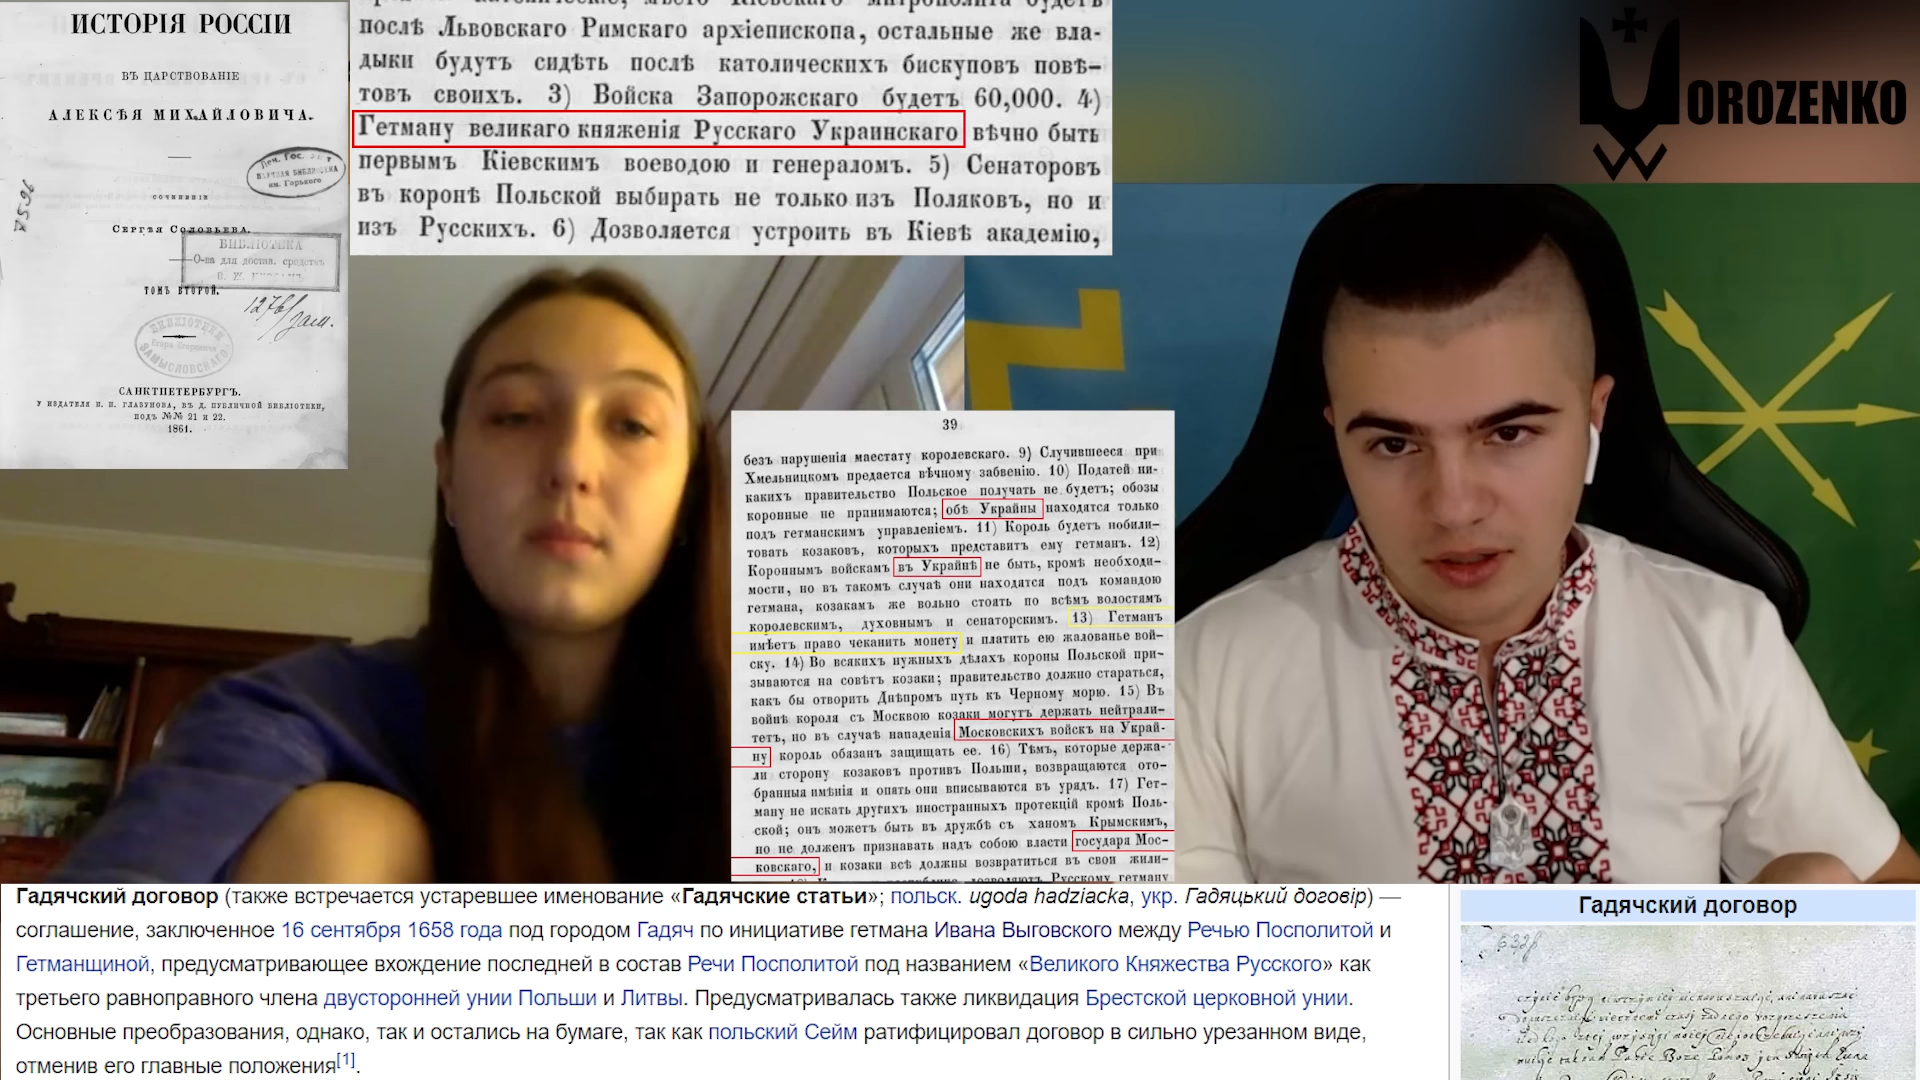 ИСТОРІЯ РОССІИ
ВЪ ЦАРСТВОВАНІЕ
АЛЕКСѢЯ МИХАЙЛОВИЧА.
СОЧИНЕНІЕ
СЕРГѢЯ СОЛОВЬЕВА.
БИБЛІОТЕКА
О-ва для достав. средствъ
ТОМЪ ВТОРОЙ.
1276/
САНКТПЕТЕРБУРГЪ.
У ИЗДАТЕЛЯ И. И. ГЛАЗУНОВА, ВЪ Д. ПУБЛИЧНОЙ БИБЛІОТЕКИ,
ПОДЪ №№ 21 И 22.
1861.
послѣ Львовскаго Римскаго архіепископа, остальные же вла-
дыки будутъ сидѣть послѣ католическихъ бискуповъ повѣ-
товъ своихъ. 3) Войска Запорожскаго будетъ 60,000. 4)
Гетману великаго княженія Русскаго Украинскаго вѣчно быть
первымъ Кіевскимъ воеводою и генераломъ. 5) Сенаторовъ
въ коронѣ Польской выбирать не только изъ Поляковъ, но и
изъ Русскихъ. 6) Дозволяется устроить въ Кіевѣ академію,
OROZENKO
39
безъ нарушенія маестату королевскаго. 9) Случившееся при
Хмельницкомъ предается вѣчному забвенію. 10) Податей ни-
какихъ правительство Польское получать не будетъ; обозы
коронные не принимаются; обѣ Украйны находятся только
подъ гетманскимъ управленіемъ. 11) Король будетъ нобили-
товать козаковъ, которыхъ представитъ ему гетманъ. 12)
Короннымъ войскамъ въ Украйнѣ не быть, кромѣ необходи-
мости, но въ такомъ случаѣ они находятся подъ командою
гетмана, козакамъ же вольно стоять по всѣмъ волостямъ
королевскимъ, духовнымъ и сенаторскимъ. 13) Гетманъ
имѣетъ право чеканить монету и платить ею жалованье вой-
ску. 14) Во всякихъ нужныхъ дѣлахъ короны Польской при-
зываются на совѣтъ козаки; правительство должно стараться,
какъ бы отворить Днѣпромъ путь къ Черному морю. 15) Въ
войнѣ короля съ Москвою козаки могутъ держать нейтрали-
тетъ, но въ случаѣ нападенія Московскихъ войскъ на Украй-
ну король обязанъ защищать ее. 16) Тѣмъ, которые держа-
ли сторону козаковъ противъ Польши, возвращаются ото-
бранныя имѣнія и опять они вписываются въ урядъ. 17) Гет-
ману не искать другихъ иностранныхъ протекцій кромѣ Поль-
ской; онъ можетъ быть въ дружбѣ съ ханомъ Крымскимъ,
но не долженъ признавать надъ собою власти государя Мос-
ковскаго, и козаки всѣ должны возвратиться въ свои жили-
Гадячский договор (также встречается устаревшее именование «Гадячские статьи»; польск. ugoda hadziacka, укр. Гадяцький договір) —
соглашение, заключенное 16 сентября 1658 года под городом Гадяч по инициативе гетмана Ивана Выговского между Речью Посполитой и
Гетманщиной, предусматривающее вхождение последней в состав Речи Посполитой под названием «Великого Княжества Русского» как
третьего равноправного члена двусторонней унии Польши и Литвы. Предусматривалась также ликвидация Брестской церковной унии.
Основные преобразования, однако, так и остались на бумаге, так как польский Сейм ратифицировал договор в сильно урезанном виде,
отменив его главные положения[1].
Гадячский договор